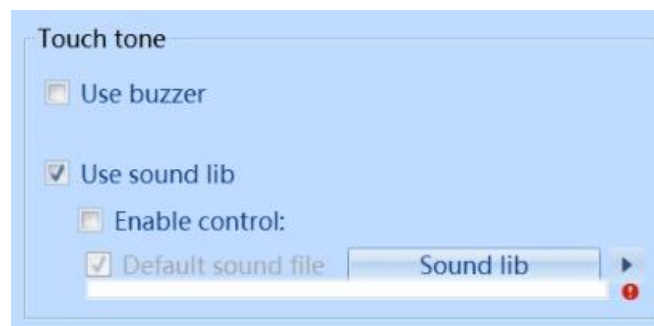 Touch tone
Use buzzer
Use sound lib
Enable control:
Default sound file Sound lib